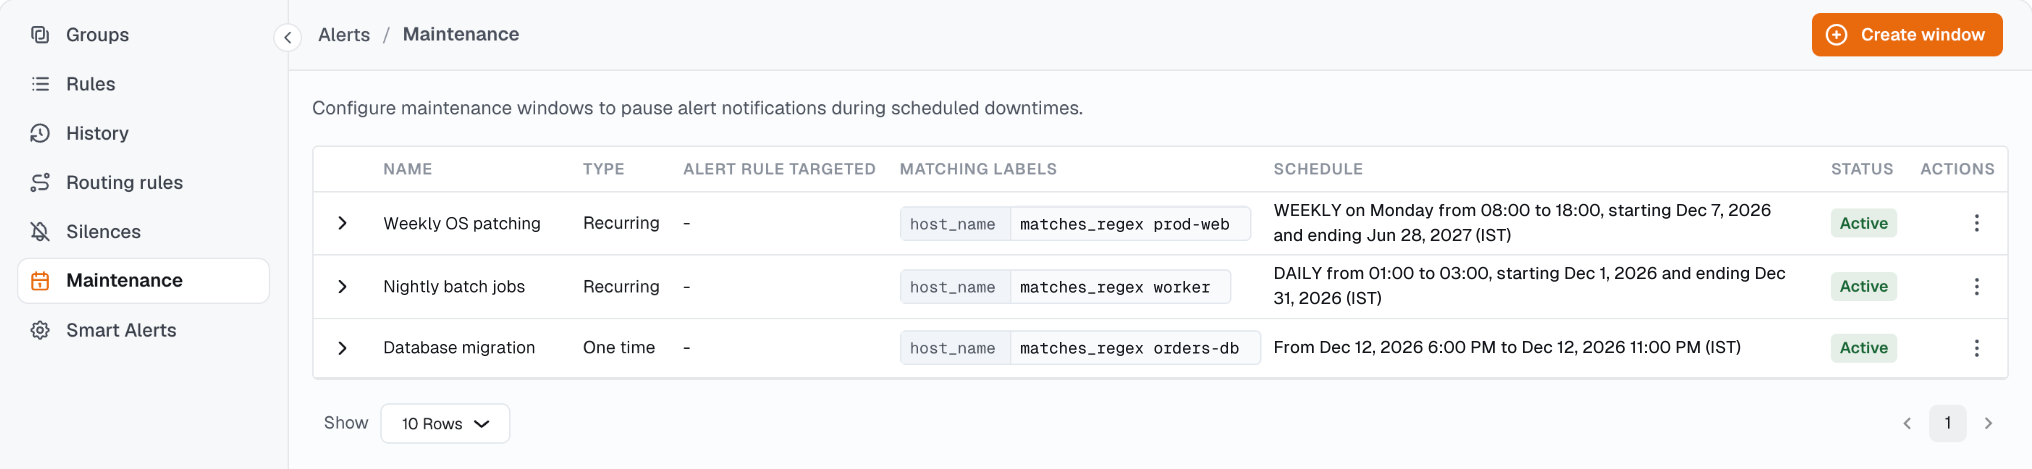 Groups
Rules
History
Routing rules
Silences
Maintenance
Smart Alerts
Alerts / Maintenance
Create window
Configure maintenance windows to pause alert notifications during scheduled downtimes.
NAME TYPE ALERT RULE TARGETED MATCHING LABELS SCHEDULE STATUS ACTIONS
Weekly OS patching Recurring - host_name matches_regex prod-web WEEKLY on Monday from 08:00 to 18:00, starting Dec 7, 2026
and ending Jun 28, 2027 (IST) Active
Nightly batch jobs Recurring - host_name matches_regex worker DAILY from 01:00 to 03:00, starting Dec 1, 2026 and ending Dec
31, 2026 (IST) Active
Database migration One time - host_name matches_regex orders-db From Dec 12, 2026 6:00 PM to Dec 12, 2026 11:00 PM (IST) Active
Show 10 Rows 1